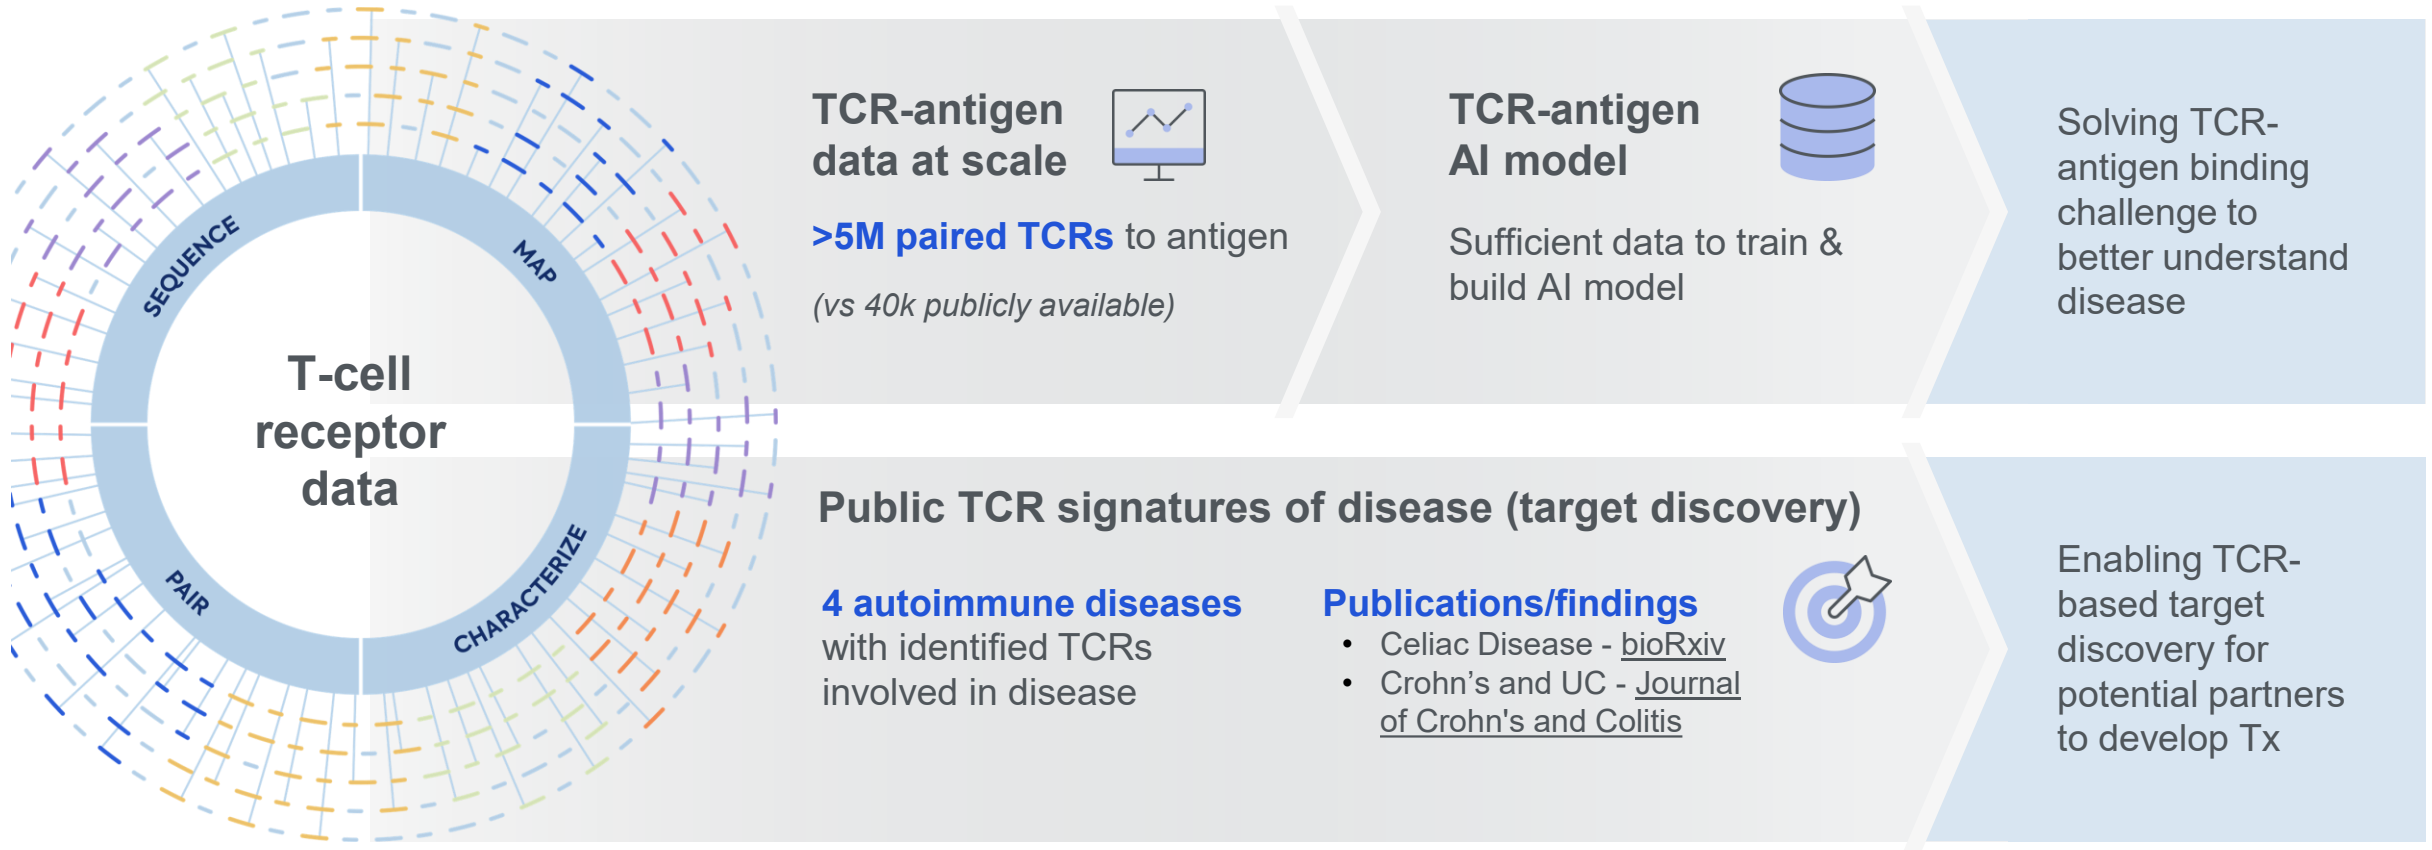 SEQUENCE
MAP
PAIR
CHARACTERIZE
T-cell
receptor
data
TCR-antigen
data at scale
>5M paired TCRs to antigen
(vs 40k publicly available)
TCR-antigen
AI model
Sufficient data to train &
build AI model
Solving TCR-
antigen binding
challenge to
better understand
disease
Public TCR signatures of disease (target discovery)
4 autoimmune diseases
with identified TCRs
involved in disease
Publications/findings
• Celiac Disease - bioRxiv
• Crohn’s and UC - Journal
of Crohn's and Colitis
Enabling TCR-
based target
discovery for
potential partners
to develop Tx